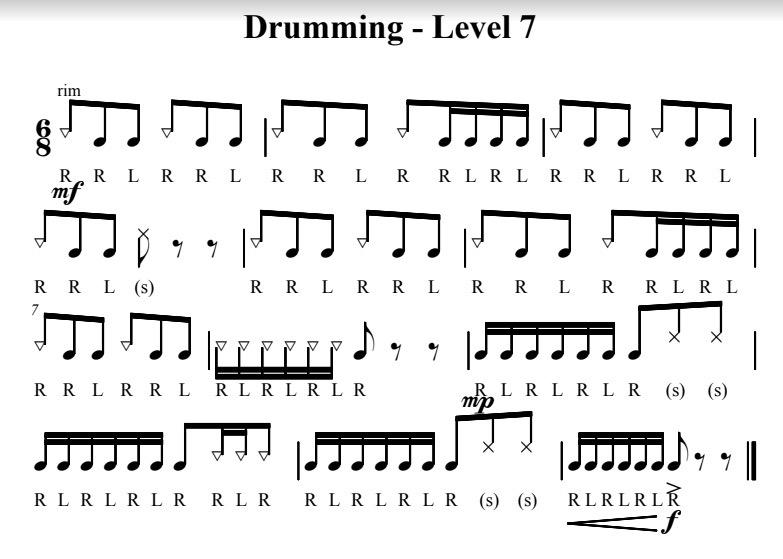 Drumming - Level 7
rim
6
8
R R L R R L R R L R R L R L R R L R R L
mf
R R L (s) R R L R R L R R L R R L R L
7
R R L R R L R L R L R L R R L R L R L R (s) (s)
mp
R L R L R L R R L R R L R L R L R (s) (s) R L R L R L R
f